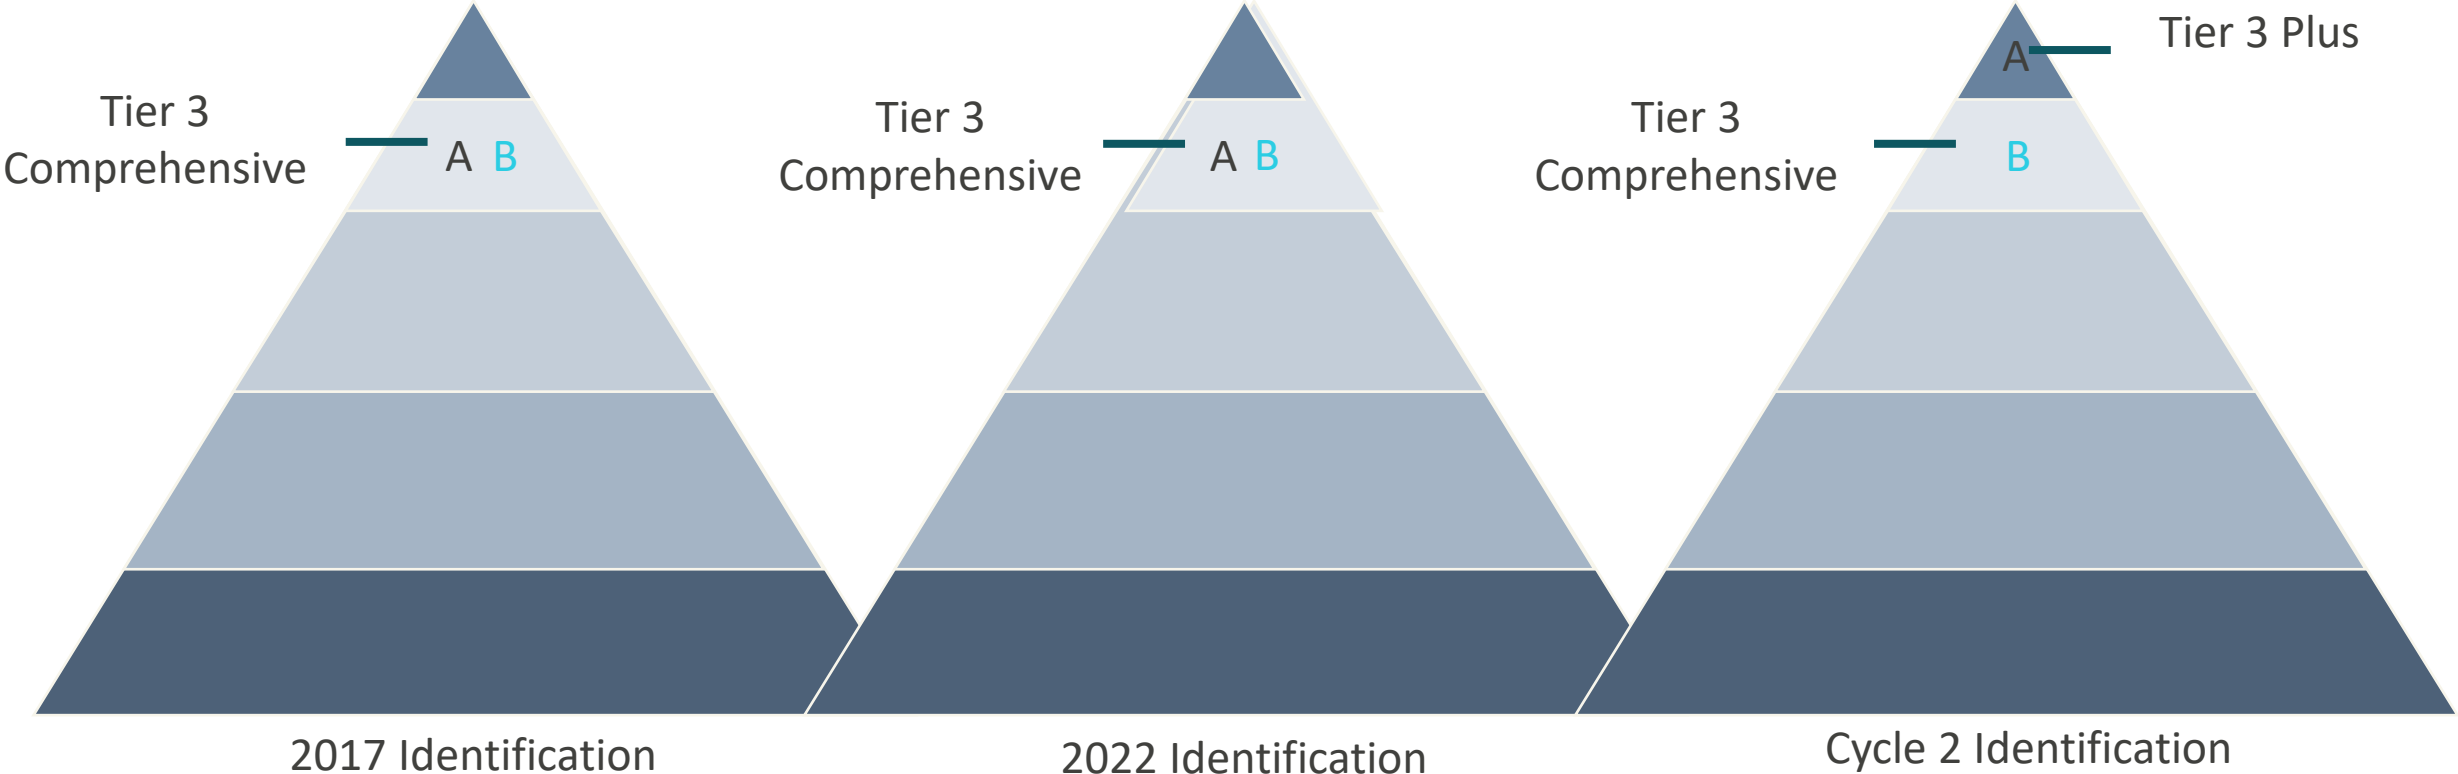 Tier 3
Comprehensive
A B
2017 Identification
Tier 3
Comprehensive
A B
2022 Identification
Tier 3 Plus
A
Tier 3
Comprehensive
B
Cycle 2 Identification